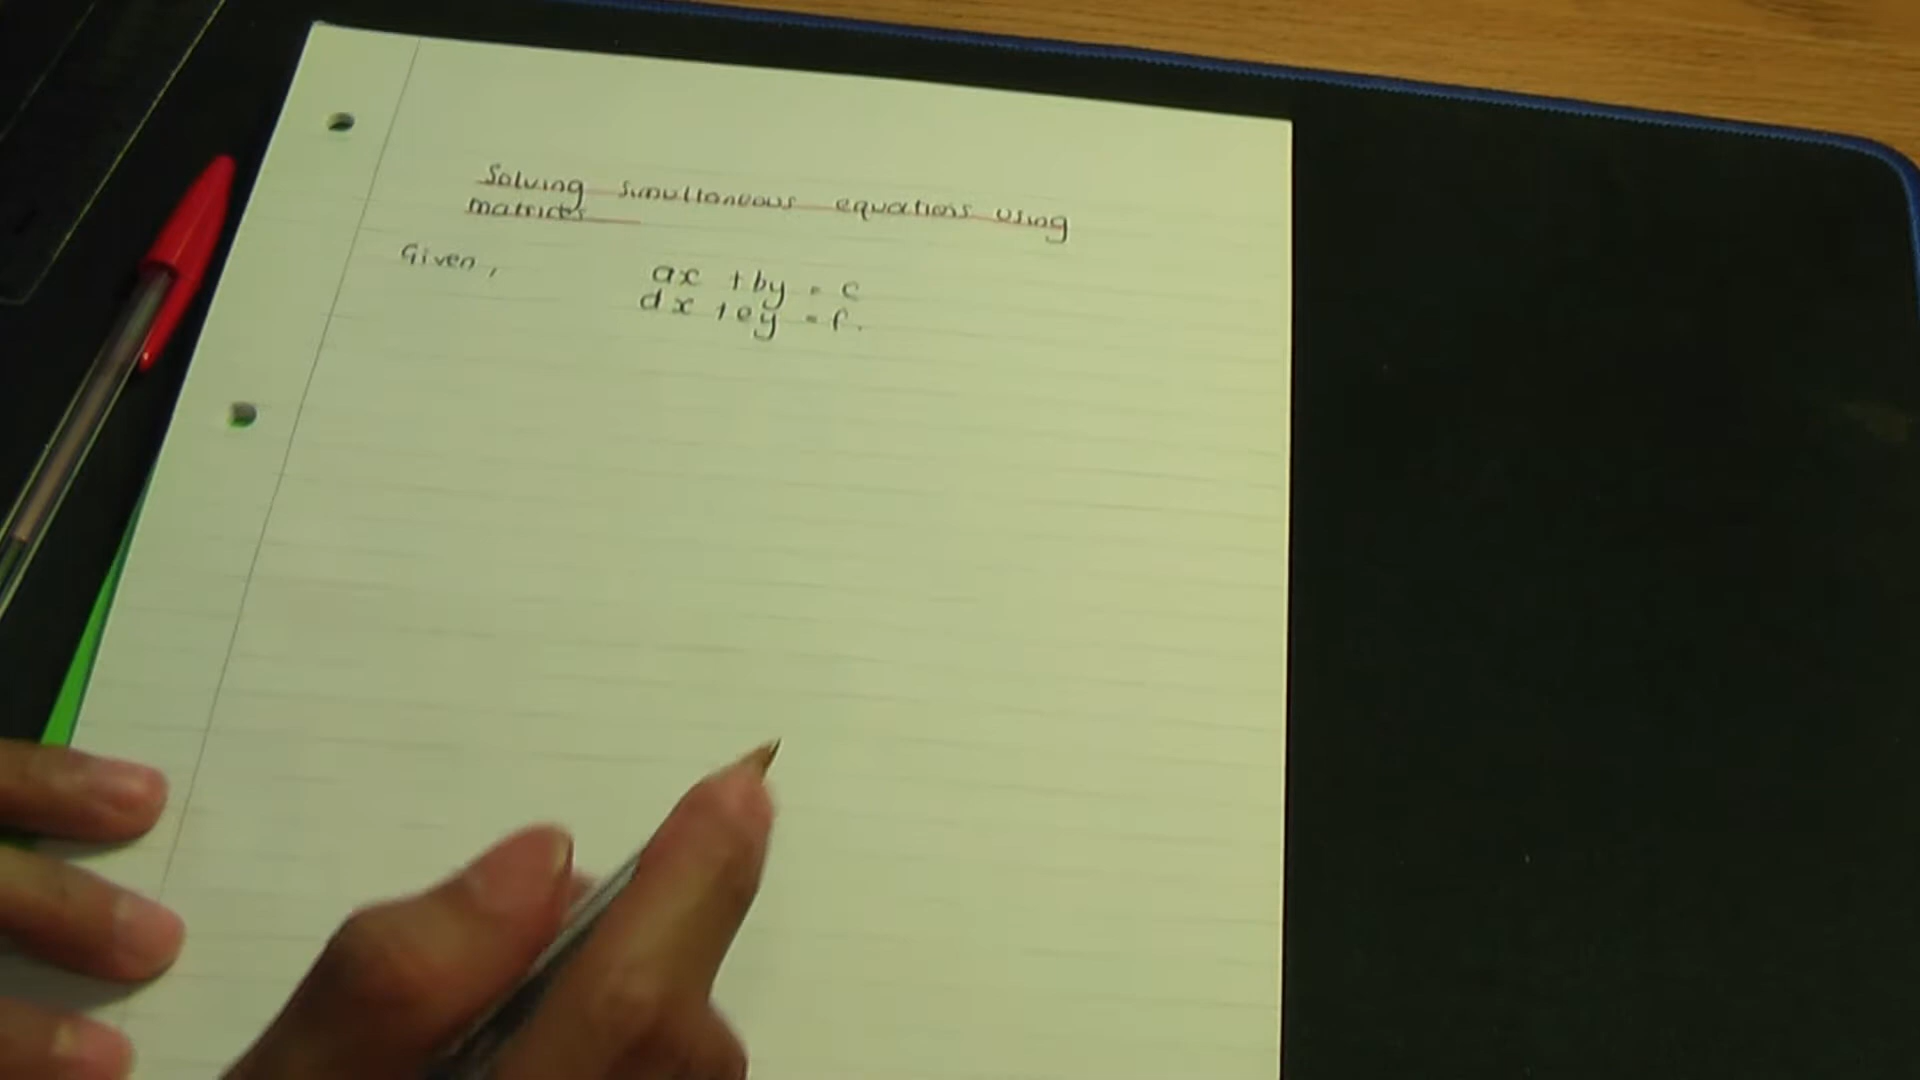 Solving simultaneous equations using
matrices
Given,
ax + by = c
dx + ey = f.